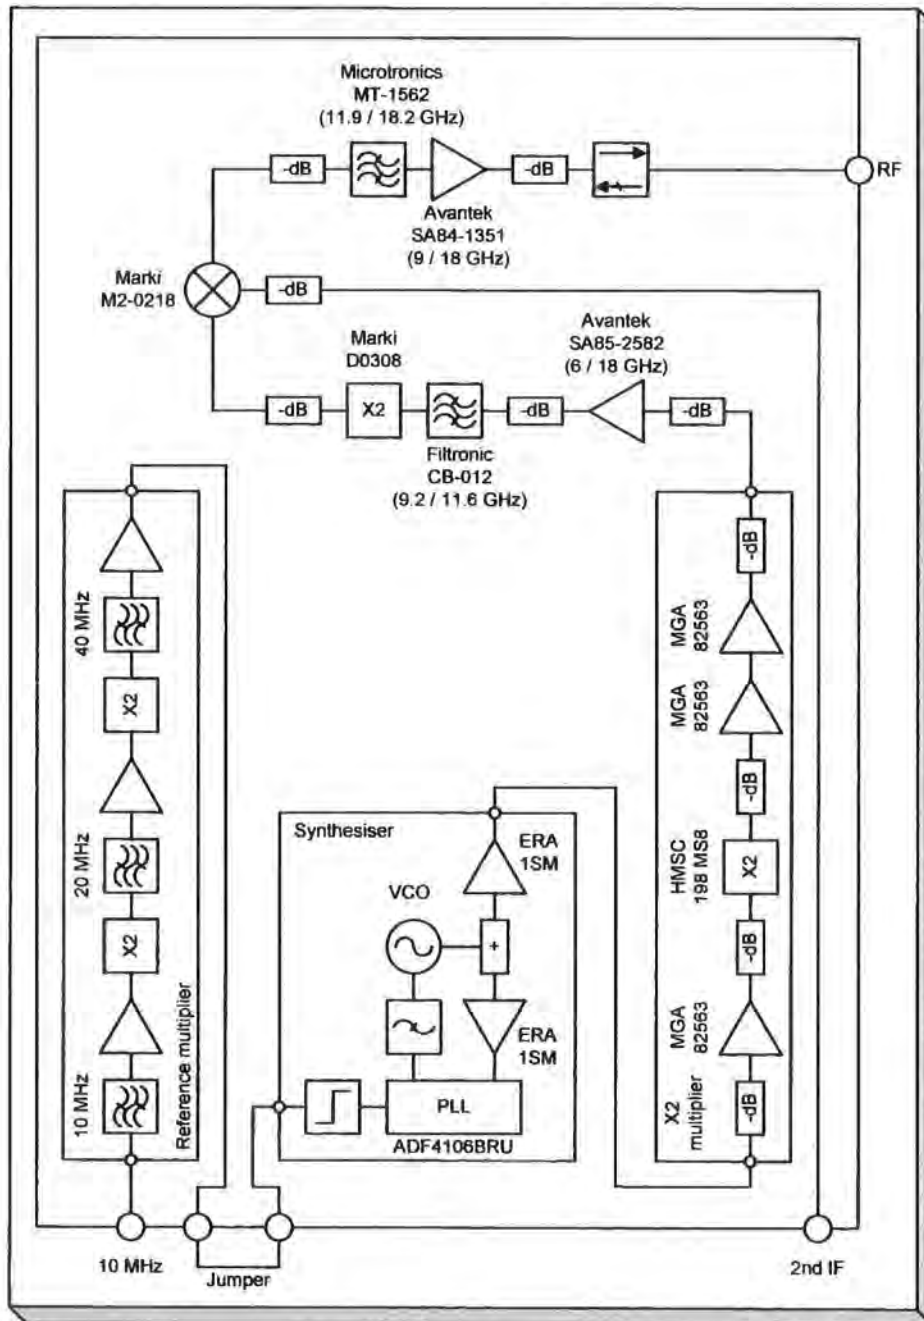 Microtronics
MT-1562
(11.9 / 18.2 GHz)
-dB
-dB
RF
Avantek
SA84-1351
(9 / 18 GHz)
Marki
M2-0218
-dB
Marki
D0308
Avantek
SA85-2582
(6 / 18 GHz)
-dB
X2
-dB
-dB
Filtronic
CB-012
(9.2 / 11.6 GHz)
40 MHz
X2
20 MHz
X2
10 MHz
Reference multiplier
Synthesiser
ERA
1SM
VCO
+
ERA
1SM
PLL
ADF4106BRU
-dB
MGA
82563
MGA
82563
-dB
HMSC
198 MS8
X2
-dB
MGA
82563
X2
multiplier
-dB
10 MHz
Jumper
2nd IF